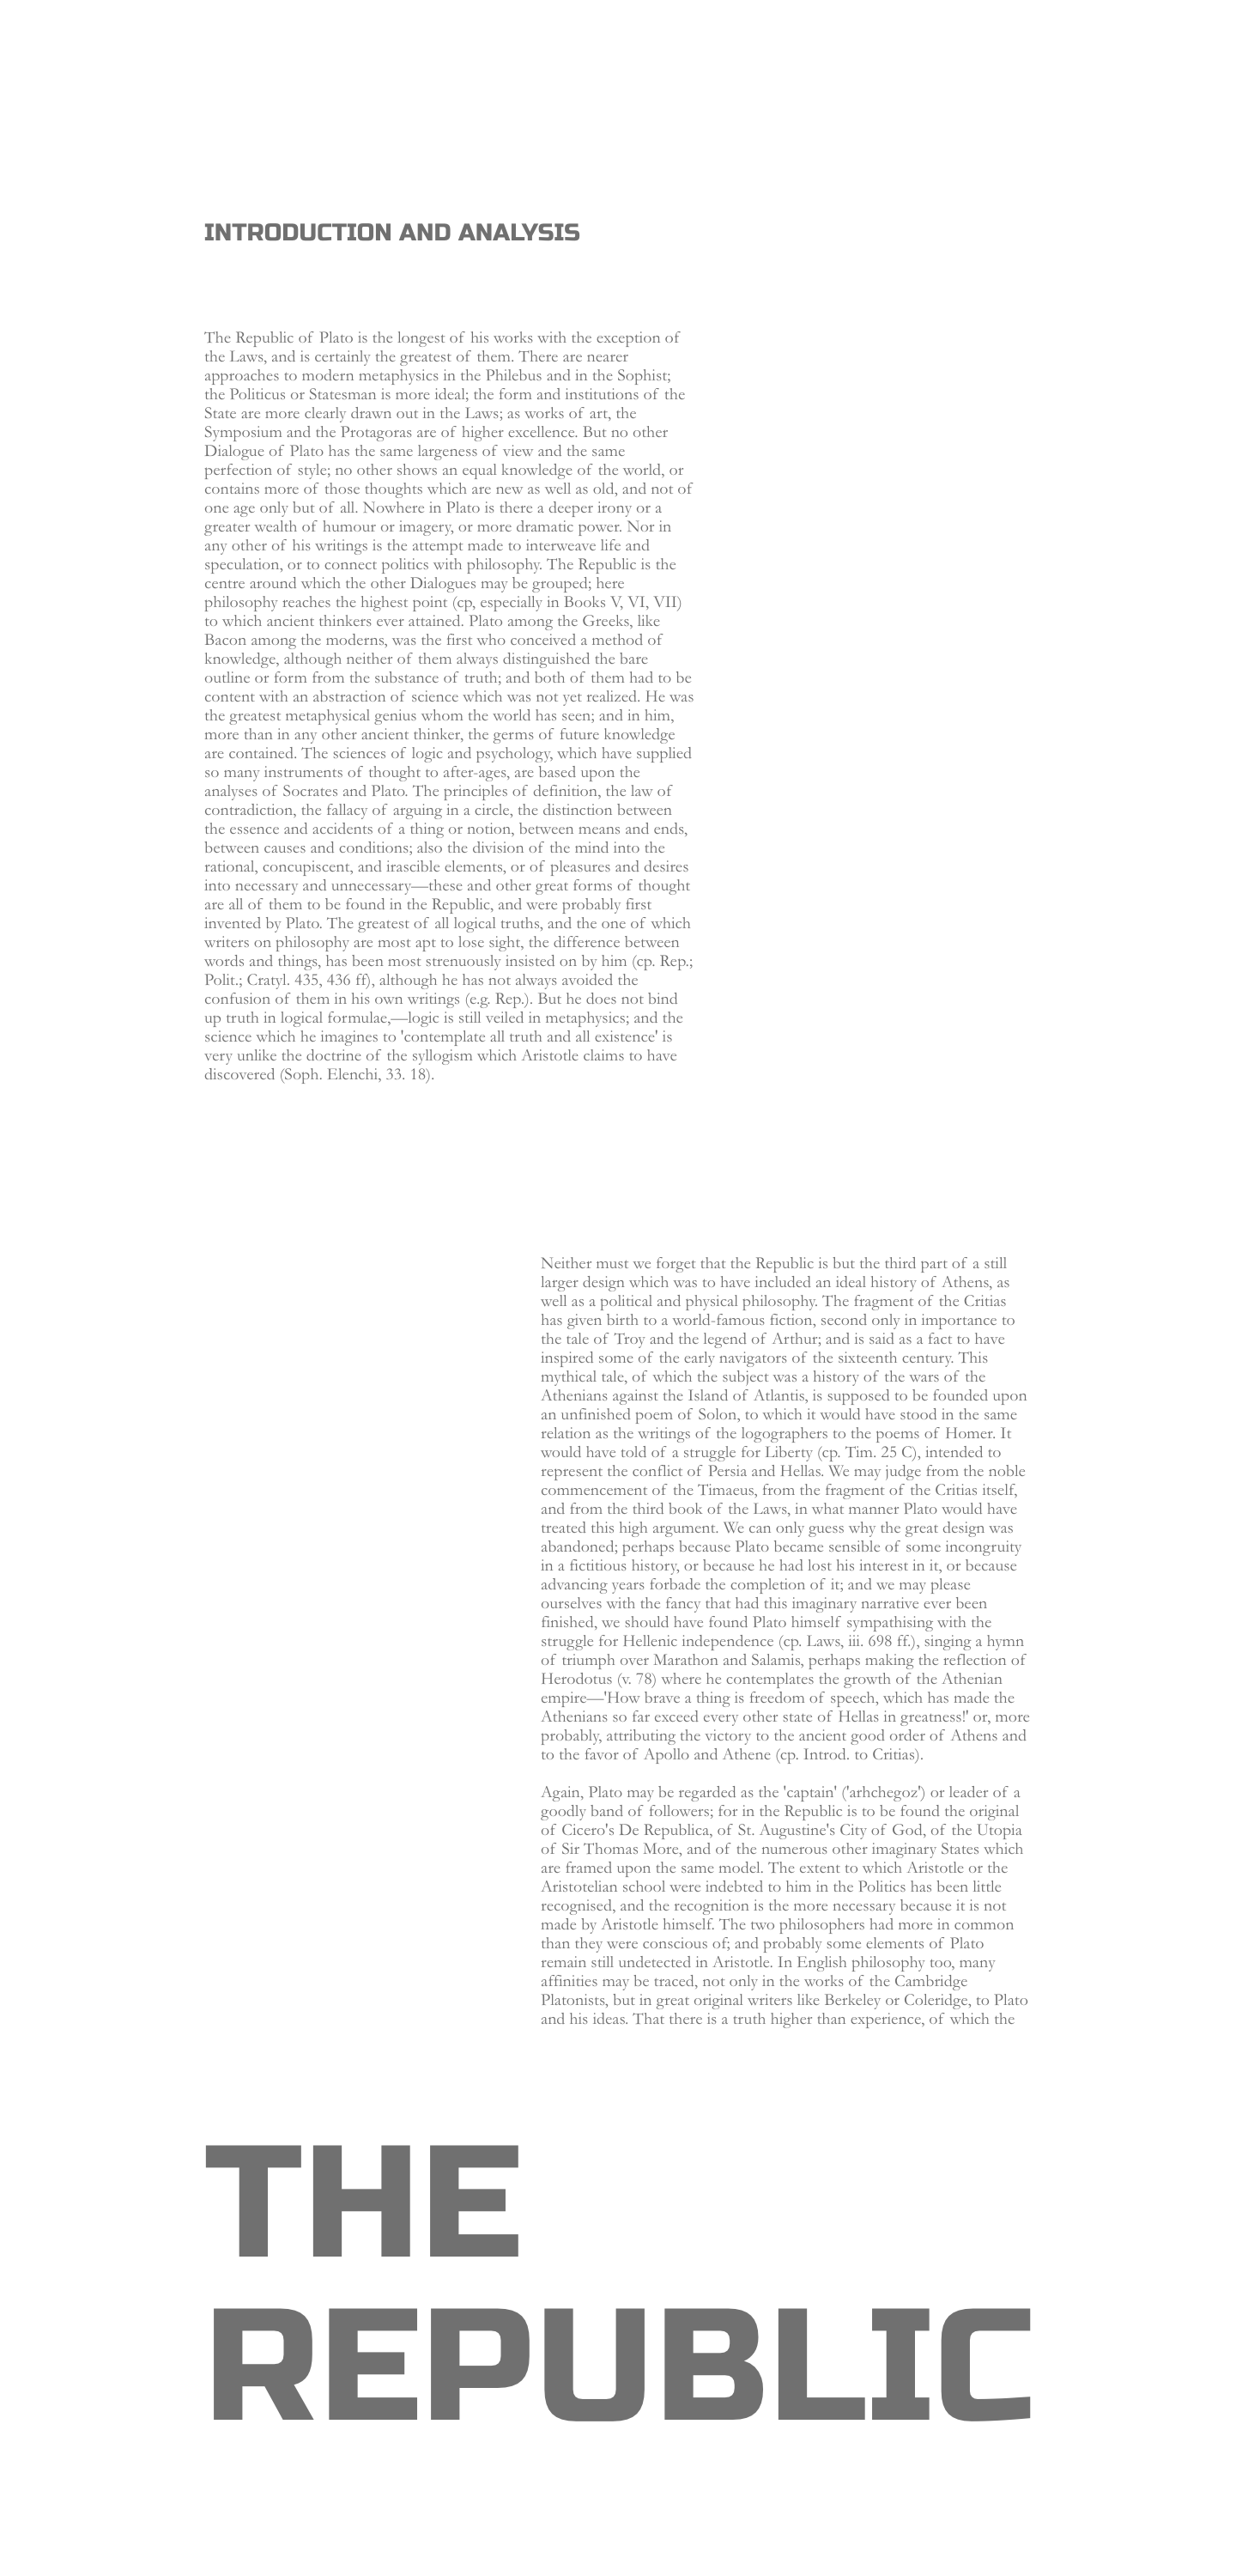 INTRODUCTION AND ANALYSIS
The Republic of Plato is the longest of his works with the exception of
the Laws, and is certainly the greatest of them. There are nearer
approaches to modern metaphysics in the Philebus and in the Sophist;
the Politicus or Statesman is more ideal; the form and institutions of the
State are more clearly drawn out in the Laws; as works of art, the
Symposium and the Protagoras are of higher excellence. But no other
Dialogue of Plato has the same largeness of view and the same
perfection of style; no other shows an equal knowledge of the world, or
contains more of those thoughts which are new as well as old, and not of
one age only but of all. Nowhere in Plato is there a deeper irony or a
greater wealth of humour or imagery, or more dramatic power. Nor in
any other of his writings is the attempt made to interweave life and
speculation, or to connect politics with philosophy. The Republic is the
centre around which the other Dialogues may be grouped; here
philosophy reaches the highest point (cp, especially in Books V, VI, VII)
to which ancient thinkers ever attained. Plato among the Greeks, like
Bacon among the moderns, was the first who conceived a method of
knowledge, although neither of them always distinguished the bare
outline or form from the substance of truth; and both of them had to be
content with an abstraction of science which was not yet realized. He was
the greatest metaphysical genius whom the world has seen; and in him,
more than in any other ancient thinker, the germs of future knowledge
are contained. The sciences of logic and psychology, which have supplied
so many instruments of thought to after-ages, are based upon the
analyses of Socrates and Plato. The principles of definition, the law of
contradiction, the fallacy of arguing in a circle, the distinction between
the essence and accidents of a thing or notion, between means and ends,
between causes and conditions; also the division of the mind into the
rational, concupiscent, and irascible elements, or of pleasures and desires
into necessary and unnecessary—these and other great forms of thought
are all of them to be found in the Republic, and were probably first
invented by Plato. The greatest of all logical truths, and the one of which
writers on philosophy are most apt to lose sight, the difference between
words and things, has been most strenuously insisted on by him (cp. Rep.;
Polit.; Cratyl. 435, 436 ff), although he has not always avoided the
confusion of them in his own writings (e.g. Rep.). But he does not bind
up truth in logical formulae,—logic is still veiled in metaphysics; and the
science which he imagines to 'contemplate all truth and all existence' is
very unlike the doctrine of the syllogism which Aristotle claims to have
discovered (Soph. Elenchi, 33. 18).
Neither must we forget that the Republic is but the third part of a still
larger design which was to have included an ideal history of Athens, as
well as a political and physical philosophy. The fragment of the Critias
has given birth to a world-famous fiction, second only in importance to
the tale of Troy and the legend of Arthur; and is said as a fact to have
inspired some of the early navigators of the sixteenth century. This
mythical tale, of which the subject was a history of the wars of the
Athenians against the Island of Atlantis, is supposed to be founded upon
an unfinished poem of Solon, to which it would have stood in the same
relation as the writings of the logographers to the poems of Homer. It
would have told of a struggle for Liberty (cp. Tim. 25 C), intended to
represent the conflict of Persia and Hellas. We may judge from the noble
commencement of the Timaeus, from the fragment of the Critias itself,
and from the third book of the Laws, in what manner Plato would have
treated this high argument. We can only guess why the great design was
abandoned; perhaps because Plato became sensible of some incongruity
in a fictitious history, or because he had lost his interest in it, or because
advancing years forbade the completion of it; and we may please
ourselves with the fancy that had this imaginary narrative ever been
finished, we should have found Plato himself sympathising with the
struggle for Hellenic independence (cp. Laws, iii. 698 ff.), singing a hymn
of triumph over Marathon and Salamis, perhaps making the reflection of
Herodotus (v. 78) where he contemplates the growth of the Athenian
empire—'How brave a thing is freedom of speech, which has made the
Athenians so far exceed every other state of Hellas in greatness!' or, more
probably, attributing the victory to the ancient good order of Athens and
to the favor of Apollo and Athene (cp. Introd. to Critias).
Again, Plato may be regarded as the 'captain' ('arhchegoz') or leader of a
goodly band of followers; for in the Republic is to be found the original
of Cicero's De Republica, of St. Augustine's City of God, of the Utopia
of Sir Thomas More, and of the numerous other imaginary States which
are framed upon the same model. The extent to which Aristotle or the
Aristotelian school were indebted to him in the Politics has been little
recognised, and the recognition is the more necessary because it is not
made by Aristotle himself. The two philosophers had more in common
than they were conscious of; and probably some elements of Plato
remain still undetected in Aristotle. In English philosophy too, many
affinities may be traced, not only in the works of the Cambridge
Platonists, but in great original writers like Berkeley or Coleridge, to Plato
and his ideas. That there is a truth higher than experience, of which the
THE
REPUBLIC